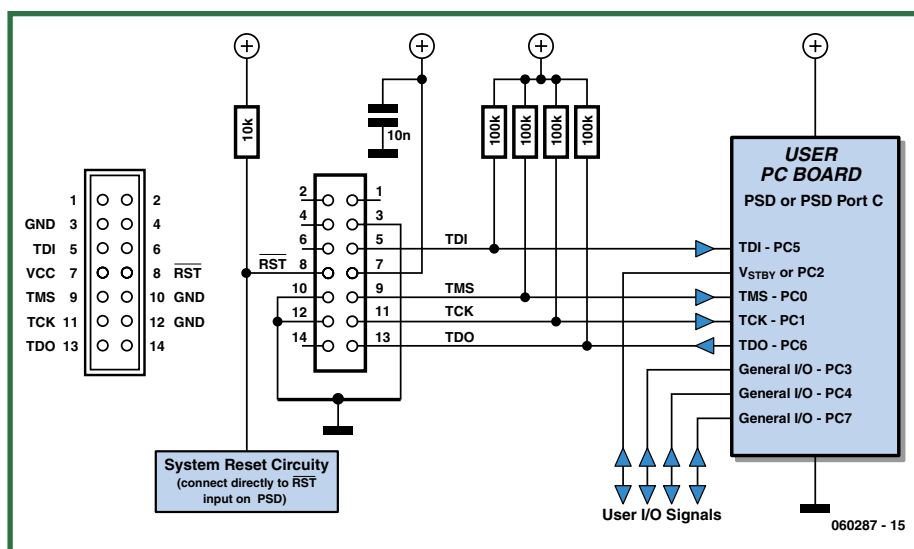 10k
10n
100k
100k
100k
100k
USER
PC BOARD
PSD or PSD Port C
1 2
GND 3 4
TDI 5 6
VCC 7 8 RST
TMS 9 10 GND
TCK 11 12 GND
TDO 13 14
2 1
4 3
6 5 TDI
RST 8 7
10 9 TMS
12 11 TCK
14 13 TDO
TDI - PC5
VSTBY or PC2
TMS - PC0
TCK - PC1
TDO - PC6
General I/O - PC3
General I/O - PC4
General I/O - PC7
System Reset Circuity
(connect directly to RST
input on PSD)
User I/O Signals
060287 - 15